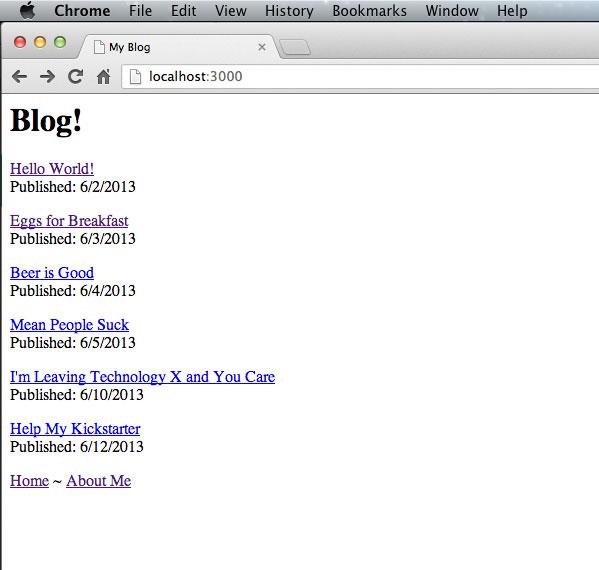 Chrome File Edit View History Bookmarks Window Help
My Blog
localhost:3000
Blog!
Hello World!
Published: 6/2/2013
Eggs for Breakfast
Published: 6/3/2013
Beer is Good
Published: 6/4/2013
Mean People Suck
Published: 6/5/2013
I'm Leaving Technology X and You Care
Published: 6/10/2013
Help My Kickstarter
Published: 6/12/2013
Home ~ About Me